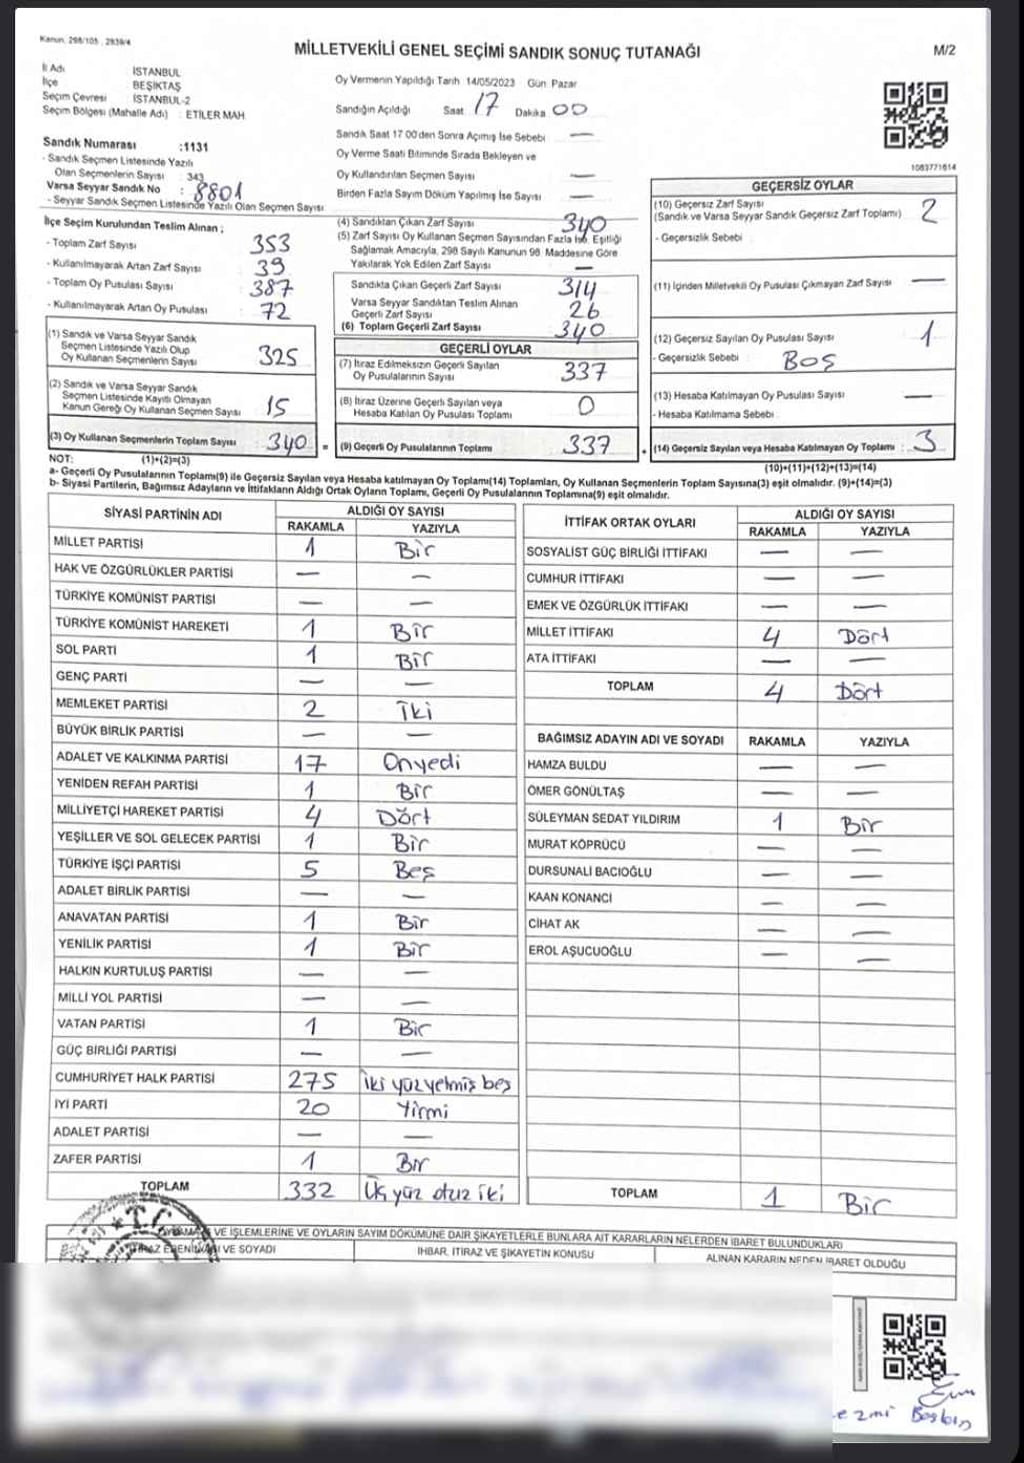 Kanun, 298/105 , 2839/4
MİLLETVEKİLİ GENEL SEÇİMİ SANDIK SONUÇ TUTANAĞI
M/2
İl Adı İSTANBUL
İlçe BEŞİKTAŞ
Seçim Çevresi İSTANBUL-2
Seçim Bölgesi (Mahalle Adı) : ETİLER MAH.
Oy Vermenin Yapıldığı Tarih 14/05/2023 Gün Pazar
Sandığın Açıldığı Saat 17 Dakika 00
Sandık Saat 17 00'den Sonra Açılmış İse Sebebi —
Oy Verme Saati Bitiminde Sırada Bekleyen ve
Oy Kullandırılan Seçmen Sayısı —
Birden Fazla Sayım Döküm Yapılmış İse Sayısı —
1083771614
Sandık Numarası :1131
- Sandık Seçmen Listesinde Yazılı
Olan Seçmenlerin Sayısı : 343
Varsa Seyyar Sandık No : 8801
- Seyyar Sandık Seçmen Listesinde Yazılı Olan Seçmen Sayısı
İlçe Seçim Kurulundan Teslim Alınan ;
- Toplam Zarf Sayısı 353
- Kullanılmayarak Artan Zarf Sayısı 39
- Toplam Oy Pusulası Sayısı 387
- Kullanılmayarak Artan Oy Pusulası 72
(1) Sandık ve Varsa Seyyar Sandık
Seçmen Listesinde Yazılı Olup
Oy Kullanan Seçmenlerin Sayısı 325
(2) Sandık ve Varsa Seyyar Sandık
Seçmen Listesinde Kayıtlı Olmayan
Kanun Gereği Oy Kullanan Seçmen Sayısı 15
(3) Oy Kullanan Seçmenlerin Toplam Sayısı 340 =
(4) Sandıktan Çıkan Zarf Sayısı 340
(5) Zarf Sayısı Oy Kullanan Seçmen Sayısından Fazla İse, Eşitliği
Sağlamak Amacıyla, 298 Sayılı Kanunun 98. Maddesine Göre
Yakılarak Yok Edilen Zarf Sayısı —
Sandıkta Çıkan Geçerli Zarf Sayısı 314
Varsa Seyyar Sandıktan Teslim Alınan
Geçerli Zarf Sayısı 26
(6) Toplam Geçerli Zarf Sayısı 340
GEÇERLİ OYLAR
(7) İtiraz Edilmeksizin Geçerli Sayılan
Oy Pusulalarının Sayısı 337
(8) İtiraz Üzerine Geçerli Sayılan veya
Hesaba Katılan Oy Pusulası Toplamı 0
(9) Geçerli Oy Pusulalarının Toplamı 337
GEÇERSİZ OYLAR
(10) Geçersiz Zarf Sayısı 2
(Sandık ve Varsa Seyyar Sandık Geçersiz Zarf Toplamı)
- Geçersizlik Sebebi
(11) İçinden Milletvekili Oy Pusulası Çıkmayan Zarf Sayısı —
(12) Geçersiz Sayılan Oy Pusulası Sayısı 1
- Geçersizlik Sebebi : BOŞ
(13) Hesaba Katılmayan Oy Pusulası Sayısı —
- Hesaba Katılmama Sebebi :
(14) Geçersiz Sayılan veya Hesaba Katılmayan Oy Toplamı : 3
NOT: (1)+(2)=(3) (10)+(11)+(12)+(13)=(14)
a- Geçerli Oy Pusulalarının Toplamı(9) ile Geçersiz Sayılan veya Hesaba katılmayan Oy Toplamı(14) Toplamları, Oy Kullanan Seçmenlerin Toplam Sayısına(3) eşit olmalıdır. (9)+(14)=(3)
b- Siyasi Partilerin, Bağımsız Adayların ve İttifakların Aldığı Ortak Oyların Toplamı, Geçerli Oy Pusulalarının Toplamına(9) eşit olmalıdır.
SİYASİ PARTİNİN ADI ALDIĞI OY SAYISI
RAKAMLA YAZIYLA
MİLLET PARTİSİ 1 Bir
HAK VE ÖZGÜRLÜKLER PARTİSİ — —
TÜRKİYE KOMÜNİST PARTİSİ — —
TÜRKİYE KOMÜNİST HAREKETİ 1 Bir
SOL PARTİ 1 Bir
GENÇ PARTİ — —
MEMLEKET PARTİSİ 2 İki
BÜYÜK BİRLİK PARTİSİ — —
ADALET VE KALKINMA PARTİSİ 17 Onyedi
YENİDEN REFAH PARTİSİ 1 Bir
MİLLİYETÇİ HAREKET PARTİSİ 4 Dört
YEŞİLLER VE SOL GELECEK PARTİSİ 1 Bir
TÜRKİYE İŞÇİ PARTİSİ 5 Beş
ADALET BİRLİK PARTİSİ — —
ANAVATAN PARTİSİ 1 Bir
YENİLİK PARTİSİ 1 Bir
HALKIN KURTULUŞ PARTİSİ — —
MİLLİ YOL PARTİSİ — —
VATAN PARTİSİ 1 Bir
GÜÇ BİRLİĞİ PARTİSİ — —
CUMHURİYET HALK PARTİSİ 275 iki yüz yetmiş beş
İYİ PARTİ 20 Yirmi
ADALET PARTİSİ — —
ZAFER PARTİSİ 1 Bir
TOPLAM 332 Üç yüz otuz iki
İTTİFAK ORTAK OYLARI ALDIĞI OY SAYISI
RAKAMLA YAZIYLA
SOSYALİST GÜÇ BİRLİĞİ İTTİFAKI — —
CUMHUR İTTİFAKI — —
EMEK VE ÖZGÜRLÜK İTTİFAKI — —
MİLLET İTTİFAKI 4 Dört
ATA İTTİFAKI — —
TOPLAM 4 Dört
BAĞIMSIZ ADAYIN ADI VE SOYADI RAKAMLA YAZIYLA
HAMZA BULDU — —
ÖMER GÖNÜLTAŞ — —
SÜLEYMAN SEDAT YILDIRIM 1 Bir
MURAT KÖPRÜCÜ — —
DURSUNALİ BACIOĞLU — —
KAAN KONANCI — —
CİHAT AK — —
EROL AŞUCUOĞLU — —
TOPLAM 1 Bir
VE İŞLEMLERİNE VE OYLARIN SAYIM DÖKÜMÜNE DAİR ŞİKAYETLERLE BUNLARA AİT KARARLARIN NELERDEN İBARET BULUNDUKLARI
VE SOYADI İHBAR, İTİRAZ VE ŞİKAYETİN KONUSU ALINAN KARARIN NEDEN İBARET OLDUĞU
T.C.